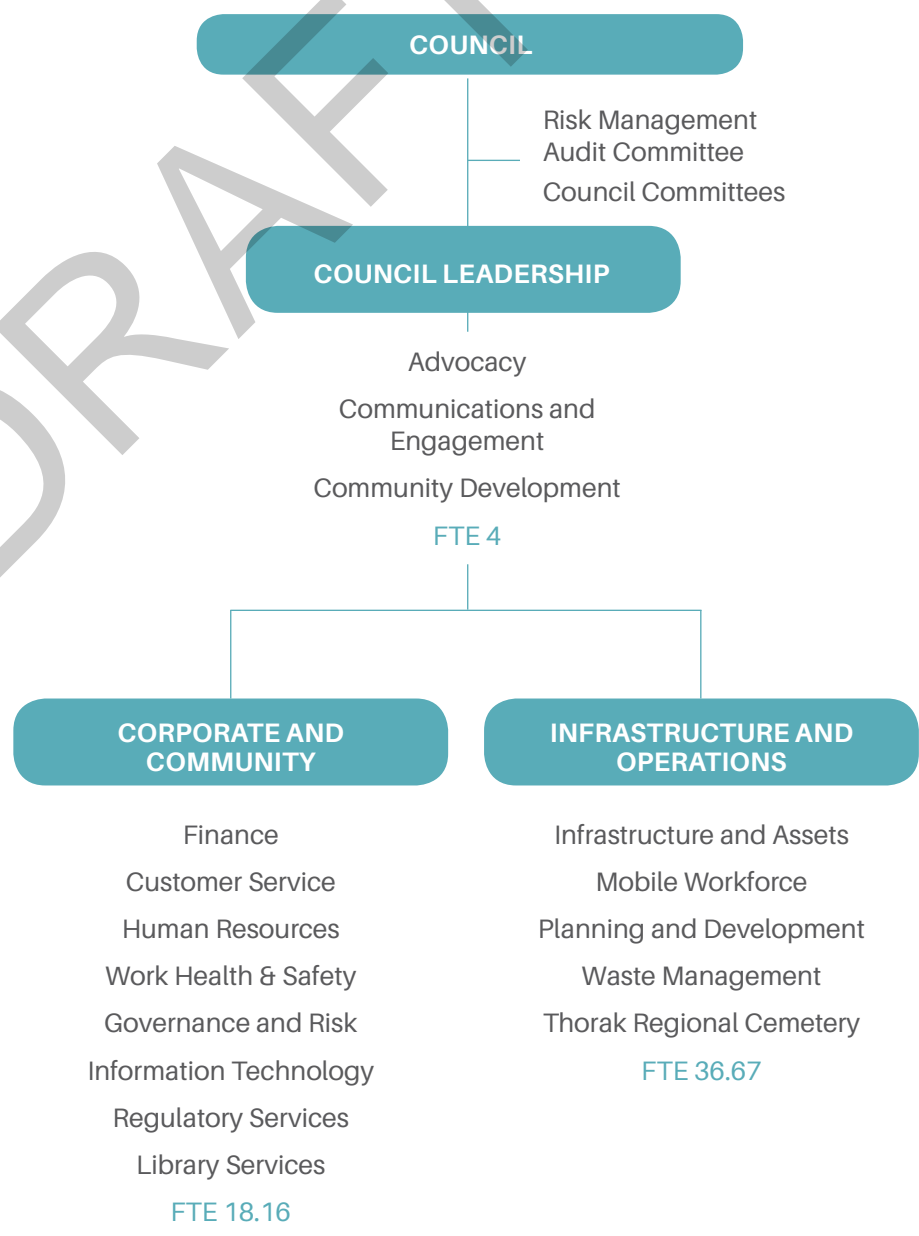 DRAFT
COUNCIL
Risk Management
Audit Committee
Council Committees
COUNCIL LEADERSHIP
Advocacy
Communications and
Engagement
Community Development
FTE 4
CORPORATE AND
COMMUNITY
Finance
Customer Service
Human Resources
Work Health & Safety
Governance and Risk
Information Technology
Regulatory Services
Library Services
FTE 18.16
INFRASTRUCTURE AND
OPERATIONS
Infrastructure and Assets
Mobile Workforce
Planning and Development
Waste Management
Thorak Regional Cemetery
FTE 36.67